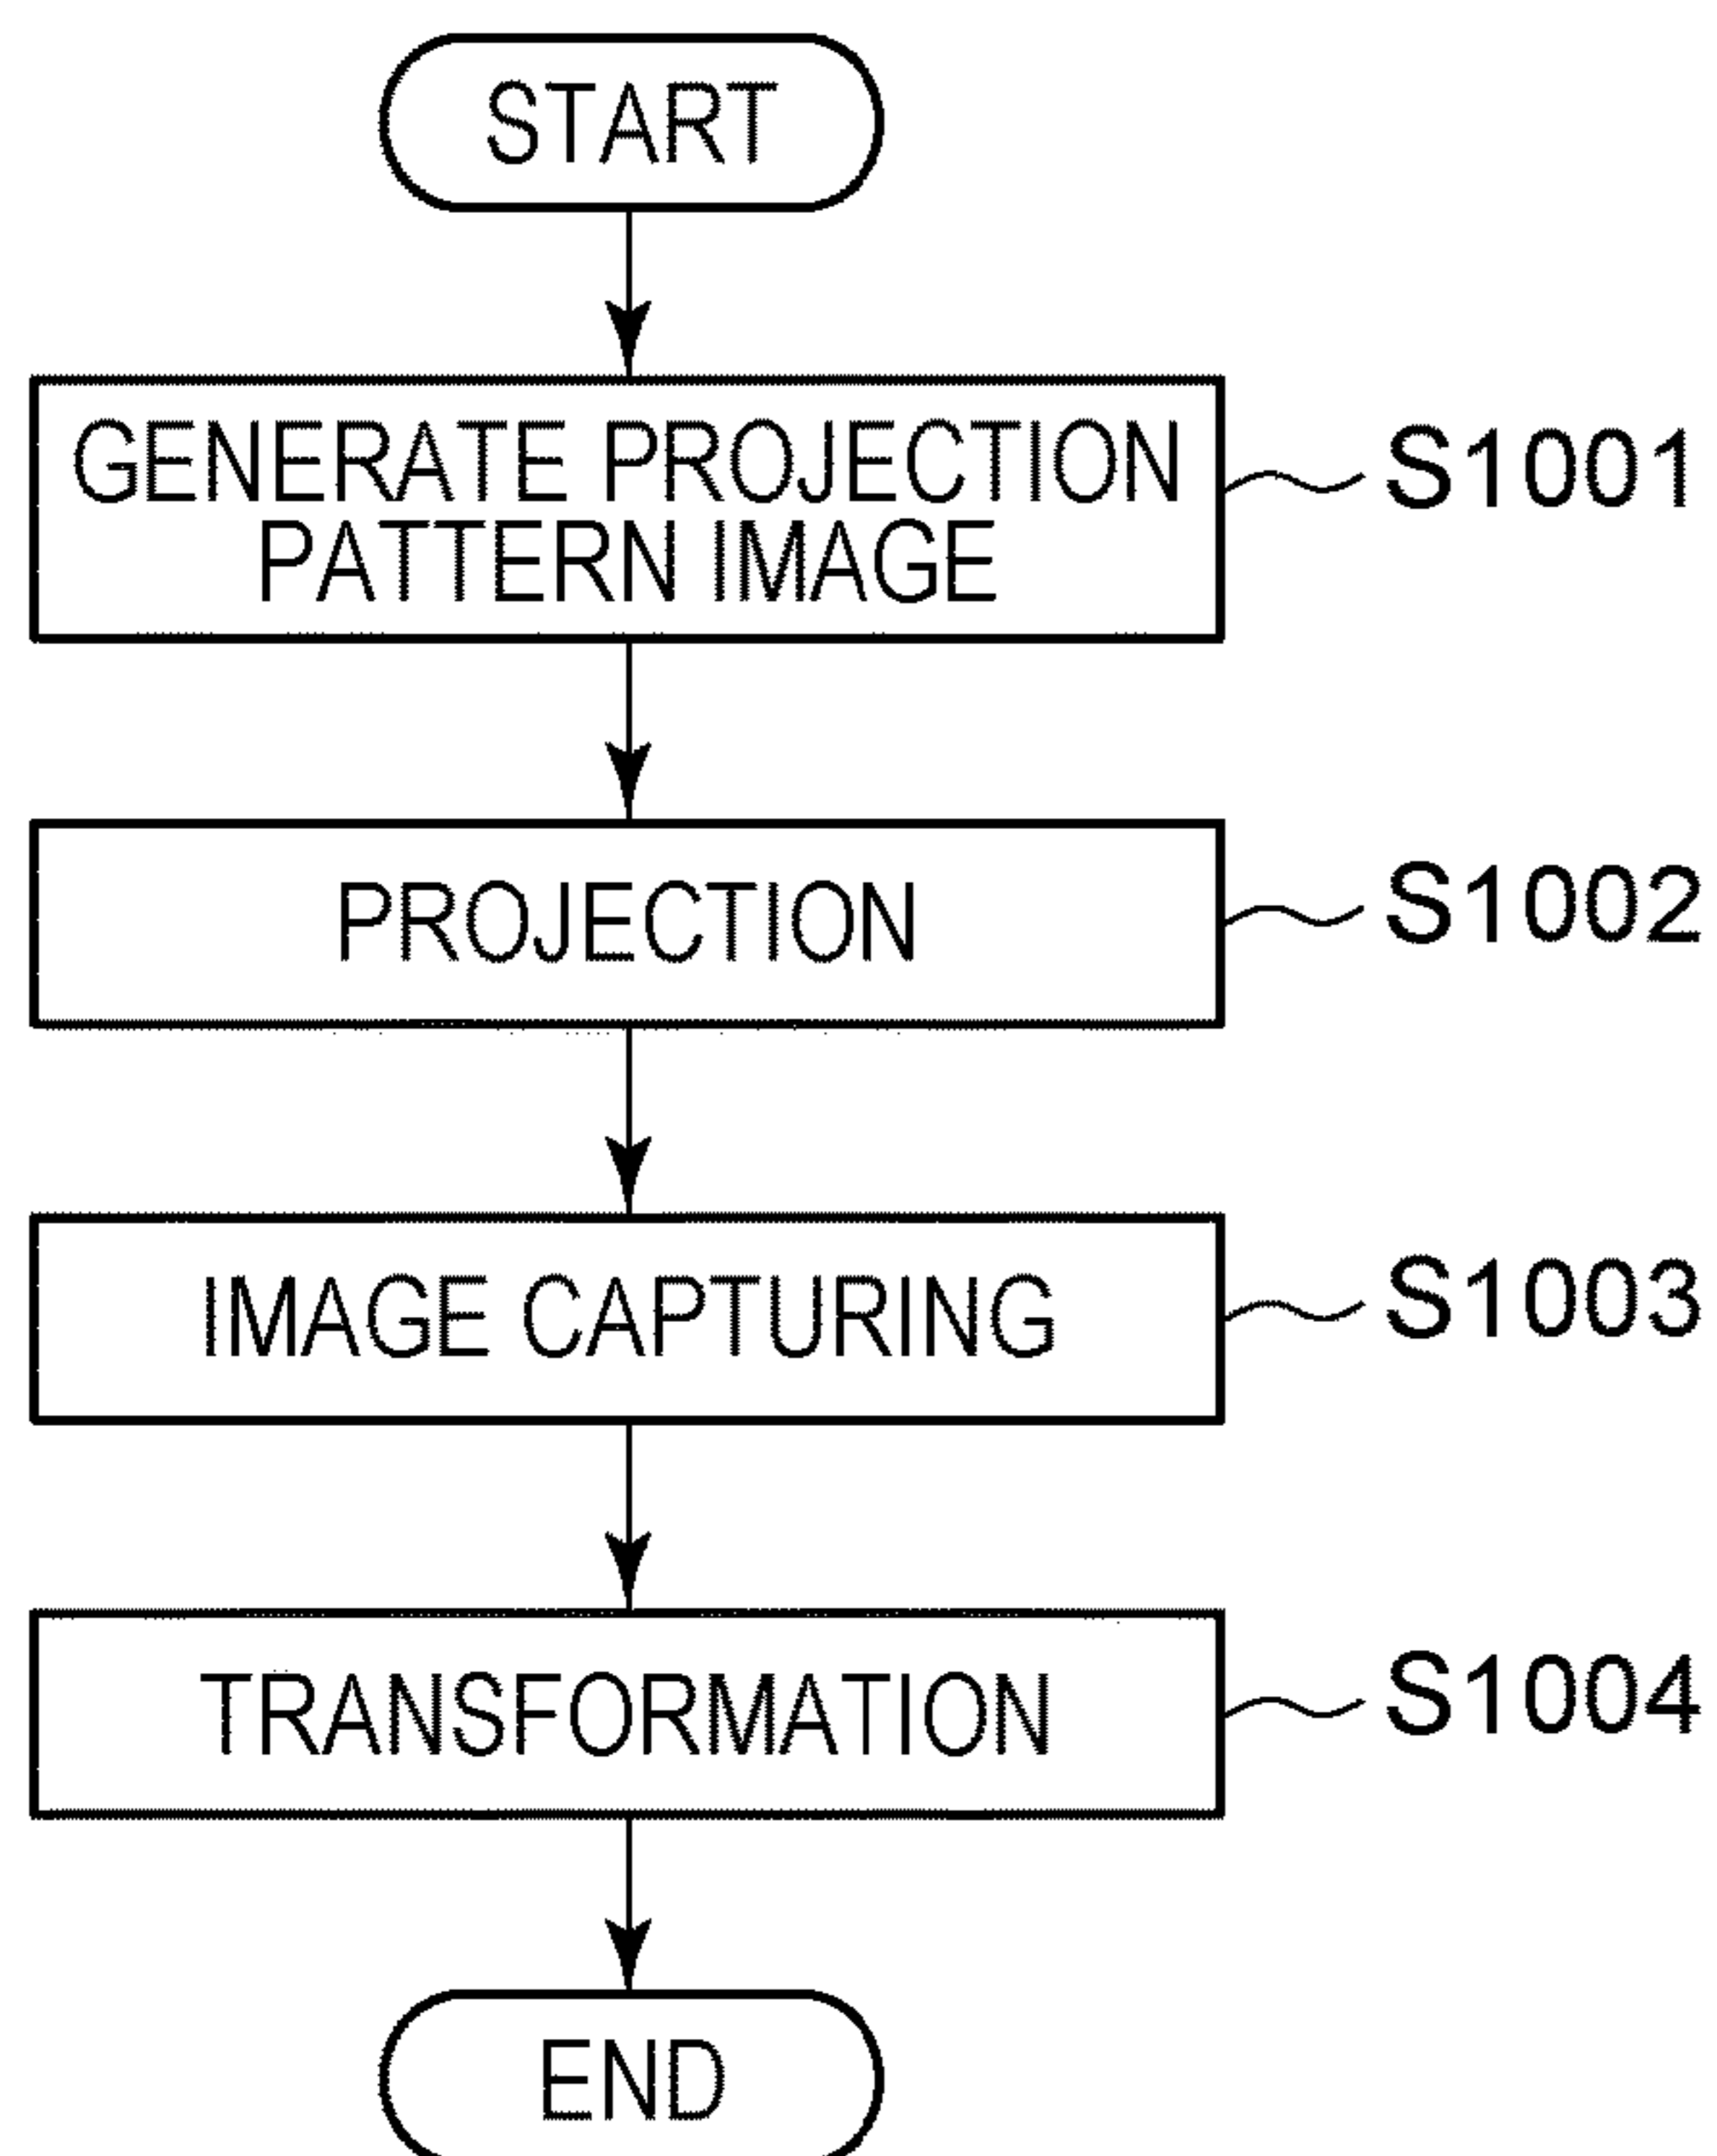 START
GENERATE PROJECTION S1001
PATTERN IMAGE
PROJECTION S1002
IMAGE CAPTURING S1003
TRANSFORMATION S1004
END